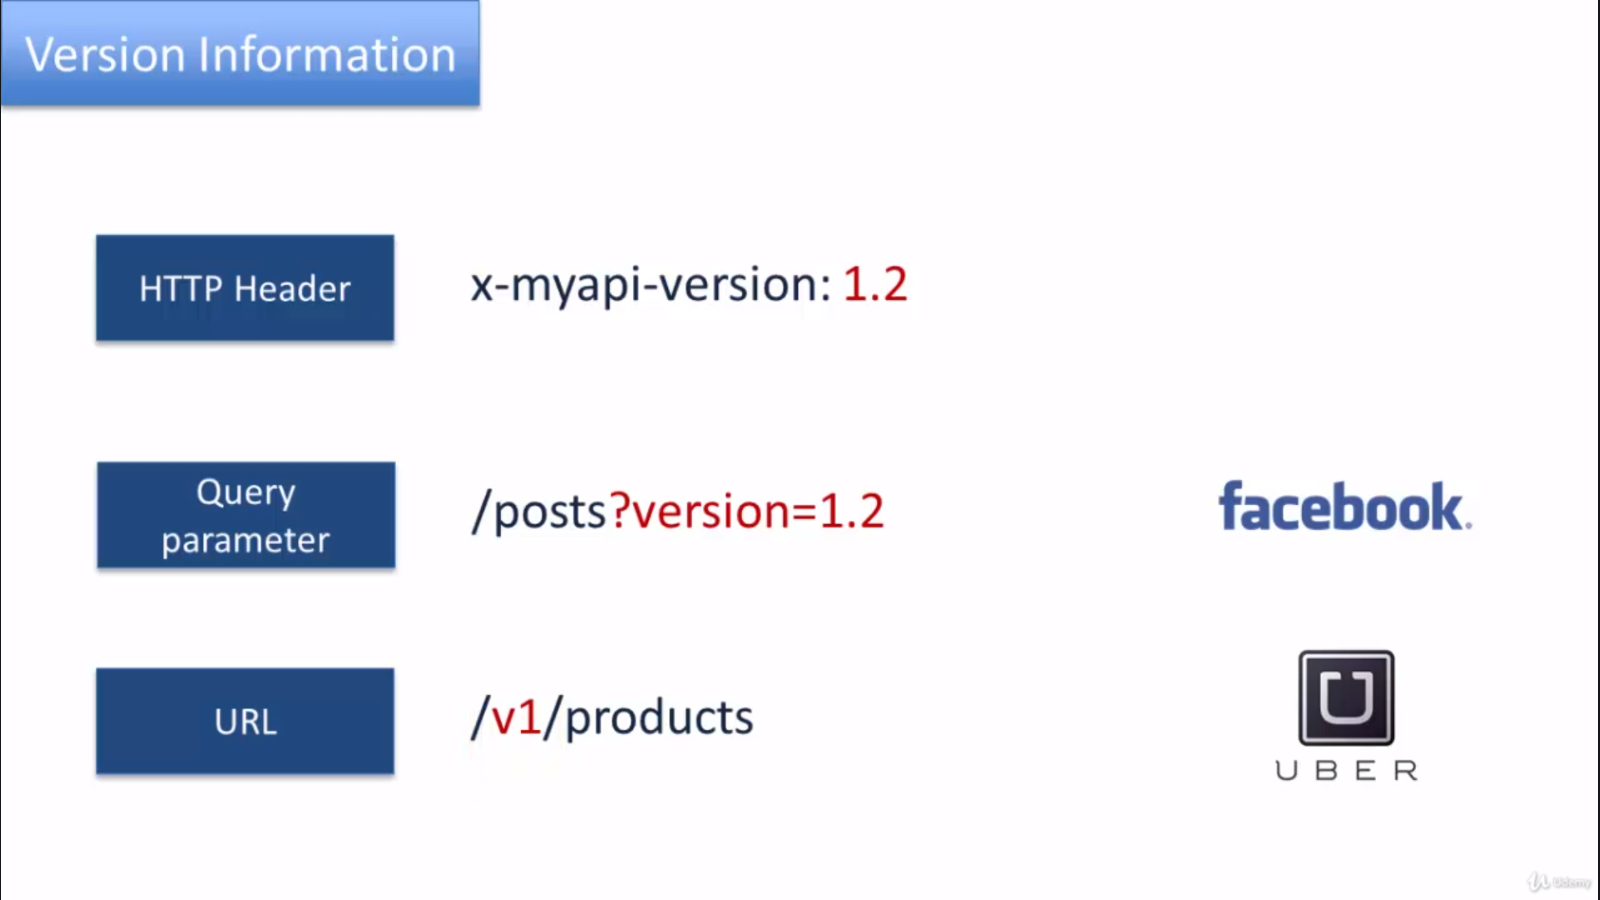 Version Information
HTTP Header
x-myapi-version: 1.2
Query
parameter
/posts?version=1.2
facebook.
URL
/v1/products
UBER
Udemy